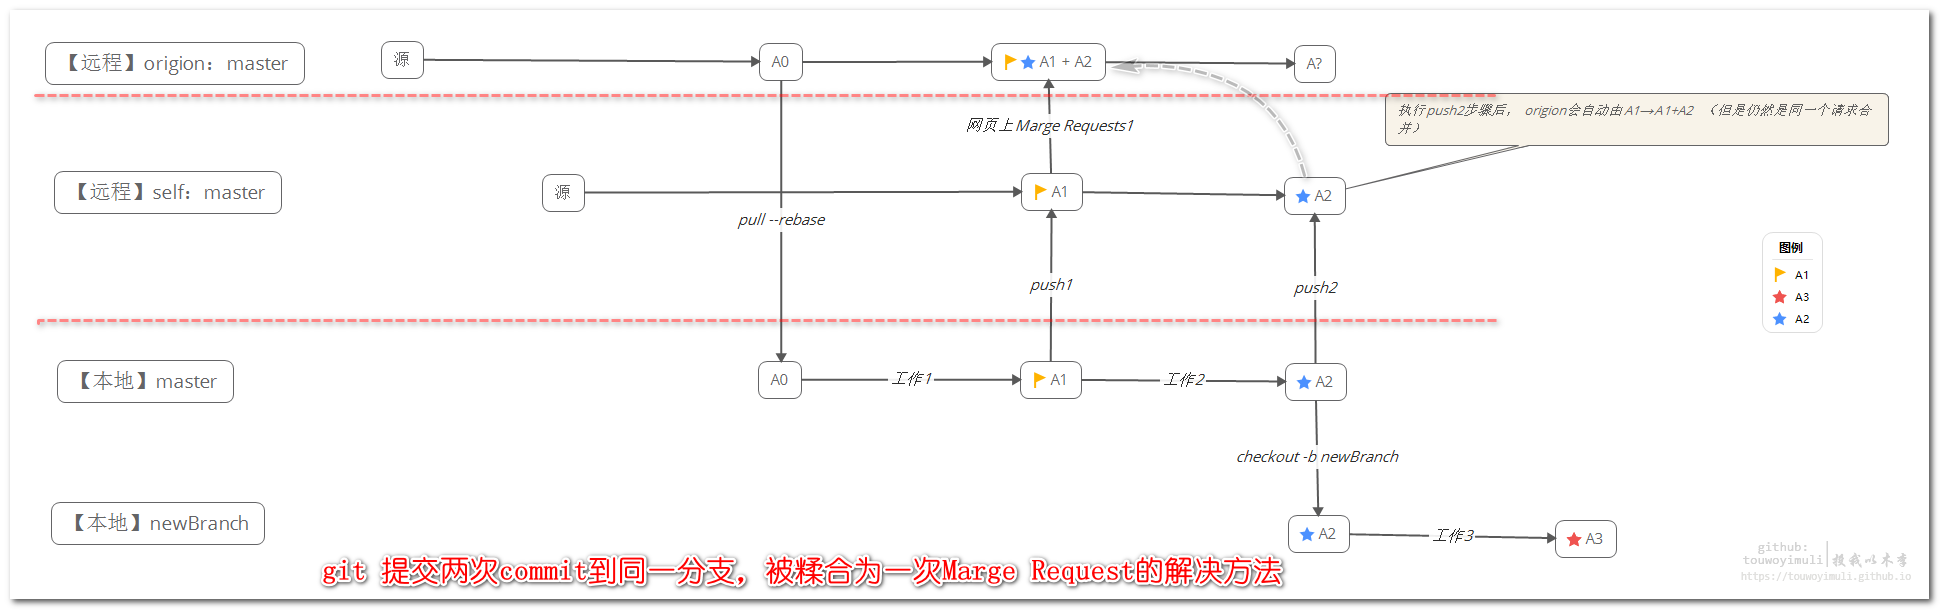 【远程】origion：master
源
A0
A1 + A2
A?
执行push2步骤后， origion会自动由A1→A1+A2 （但是仍然是同一个请求合
并）
网页上Marge Requests1
【远程】self：master
源
A1
A2
pull --rebase
图例
A1
A3
A2
push1
push2
【本地】master
A0
工作1
A1
工作2
A2
checkout -b newBranch
【本地】newBranch
A2
工作3
A3
git 提交两次commit到同一分支，被糅合为一次Marge Request的解决方法
github:
touwoyimuli
投我以木李
https://touwoyimuli.github.io